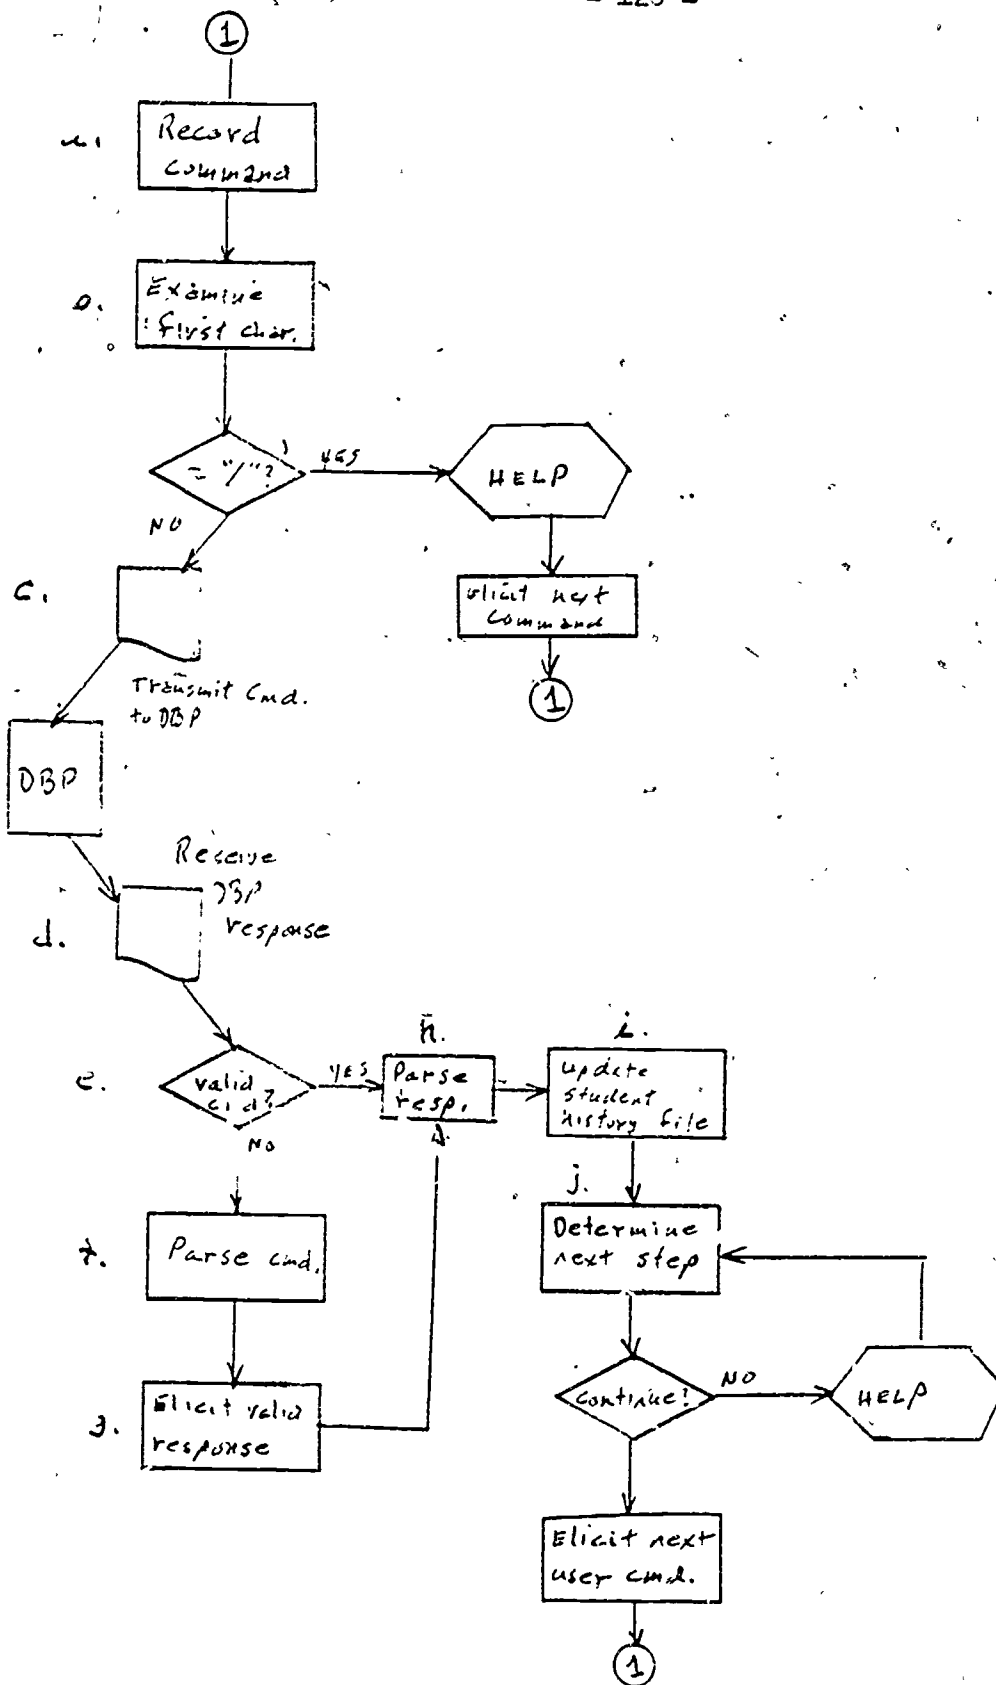 - 125 -
1
a.
Record
command
b.
Examine
first char.
= "/"?
YES
HELP
NO
Elicit next
command
1
c.
Transmit Cmd.
to DBP
DBP
Receive
DBP
response
d.
e.
valid
cmd?
YES
NO
h.
Parse
resp.
i.
update
student
history file
j.
Determine
next step
f.
Parse cmd.
continue?
NO
HELP
g.
Elicit valid
response
Elicit next
user cmd.
1